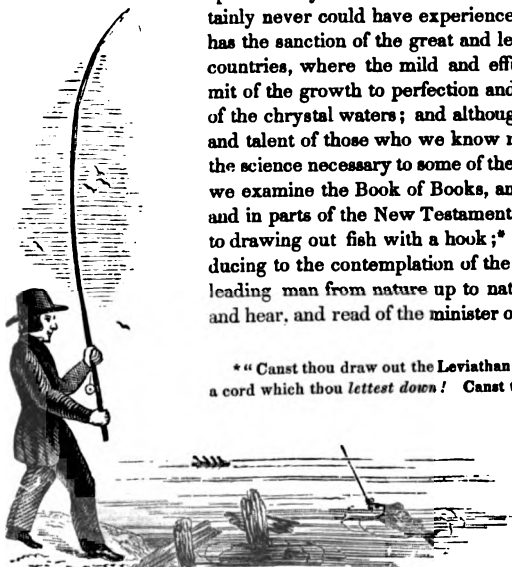 tainly never could have experience
has the sanction of the great and le
countries, where the mild and eff
mit of the growth to perfection and
of the chrystal waters; and althoug
and talent of those who we know
the science necessary to some of the
we examine the Book of Books, an
and in parts of the New Testament
to drawing out fish with a hook;*
ducing to the contemplation of the
leading man from nature up to nat
and hear, and read of the minister o
*“ Canst thou draw out the Leviathan
a cord which thou lettest down! Canst t